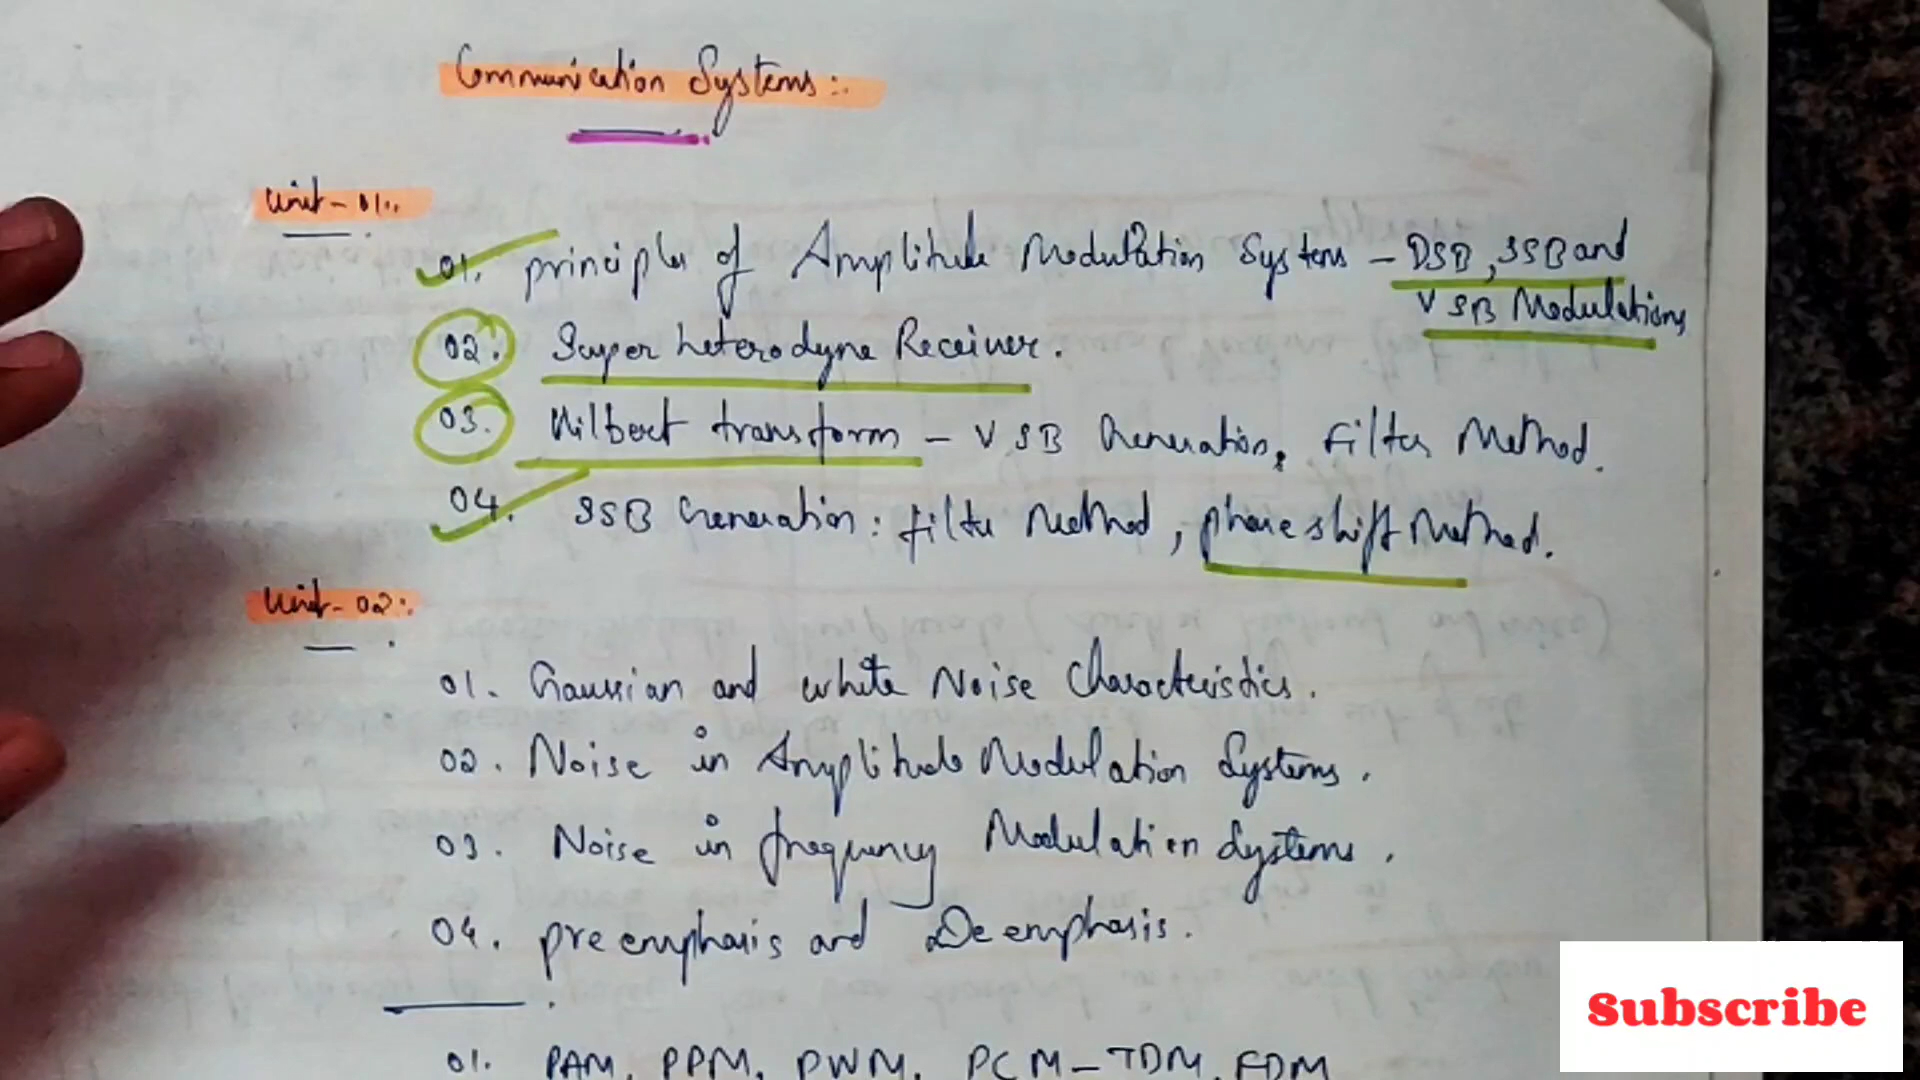 Communication Systems:.
Unit-01:.
01. principles of Amplitude Modulation Systems - DSB, SSB and
VSB Modulations
02. Super heterodyne Receiver.
03. Hilbert transform - VSB Generation, Filter Method.
04. SSB Generation: filter Method, phase shift Method.
Unit-02:.
01. Gaussian and white Noise Characteristics.
02. Noise in Amplitude Modulation Systems.
03. Noise in frequency Modulation Systems.
04. pre emphasis and De emphasis.
01. PAM, PPM, PWM, PCM - TDM, FDM
Subscribe